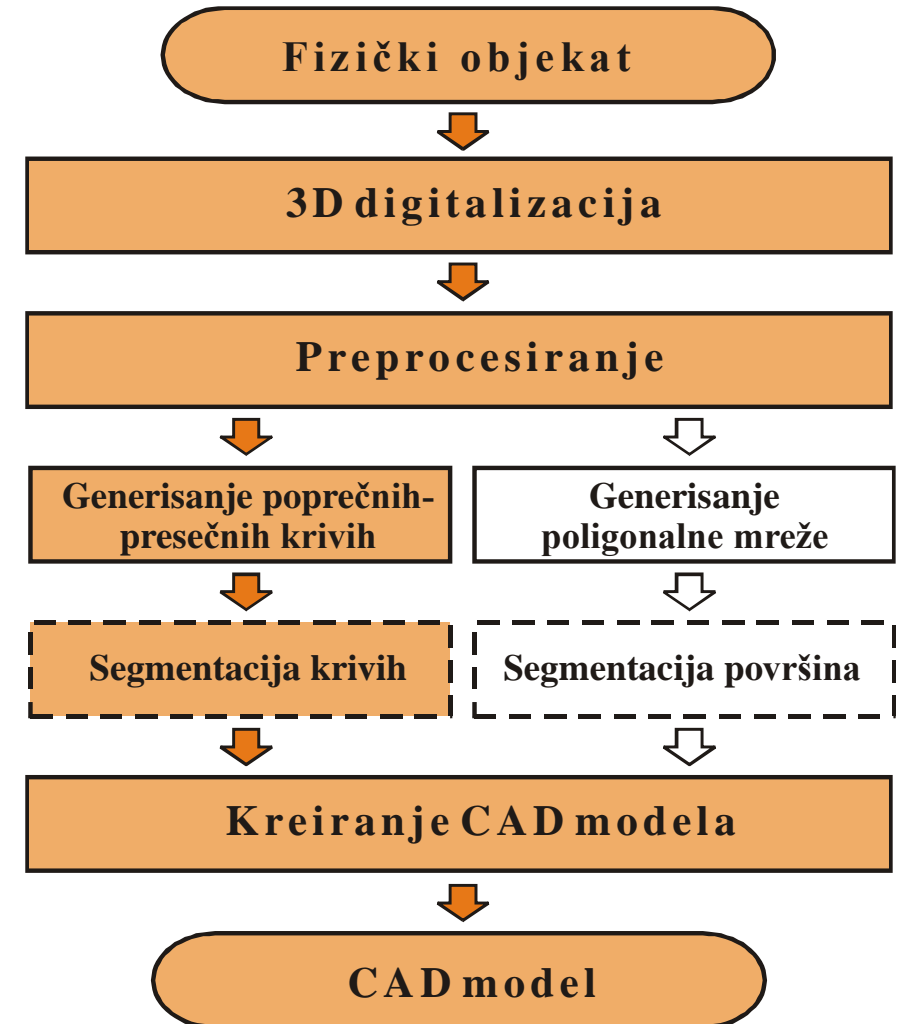 Fizički objekat
3D digitalizacija
Preprocesiranje
Generisanje poprečnih-
presečnih krivih
Generisanje
poligonalne mreže
Segmentacija krivih
Segmentacija površina
Kreiranje CAD modela
CAD model